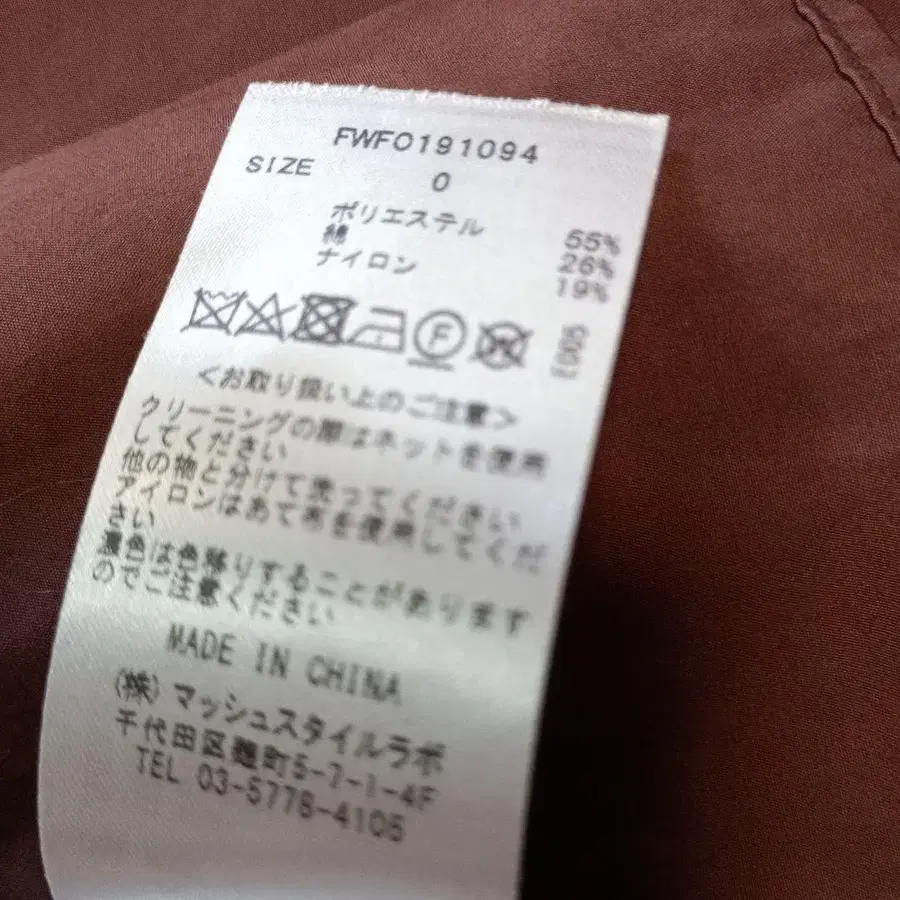 FWFO191094
SIZE 0
ポリエステル 55%
綿 26%
ナイロン 19%
F
E005
<お取り扱い上のご注意>
クリーニングの際はネットを使用
してください
他の物と分けて洗ってください
アイロンはあて布を使用してくだ
さい
濃色は色移りすることがあります
のでご注意ください
MADE IN CHINA
(株)マッシュスタイルラボ
千代田区麹町5-7-1-4F
TEL 03-5778-4105